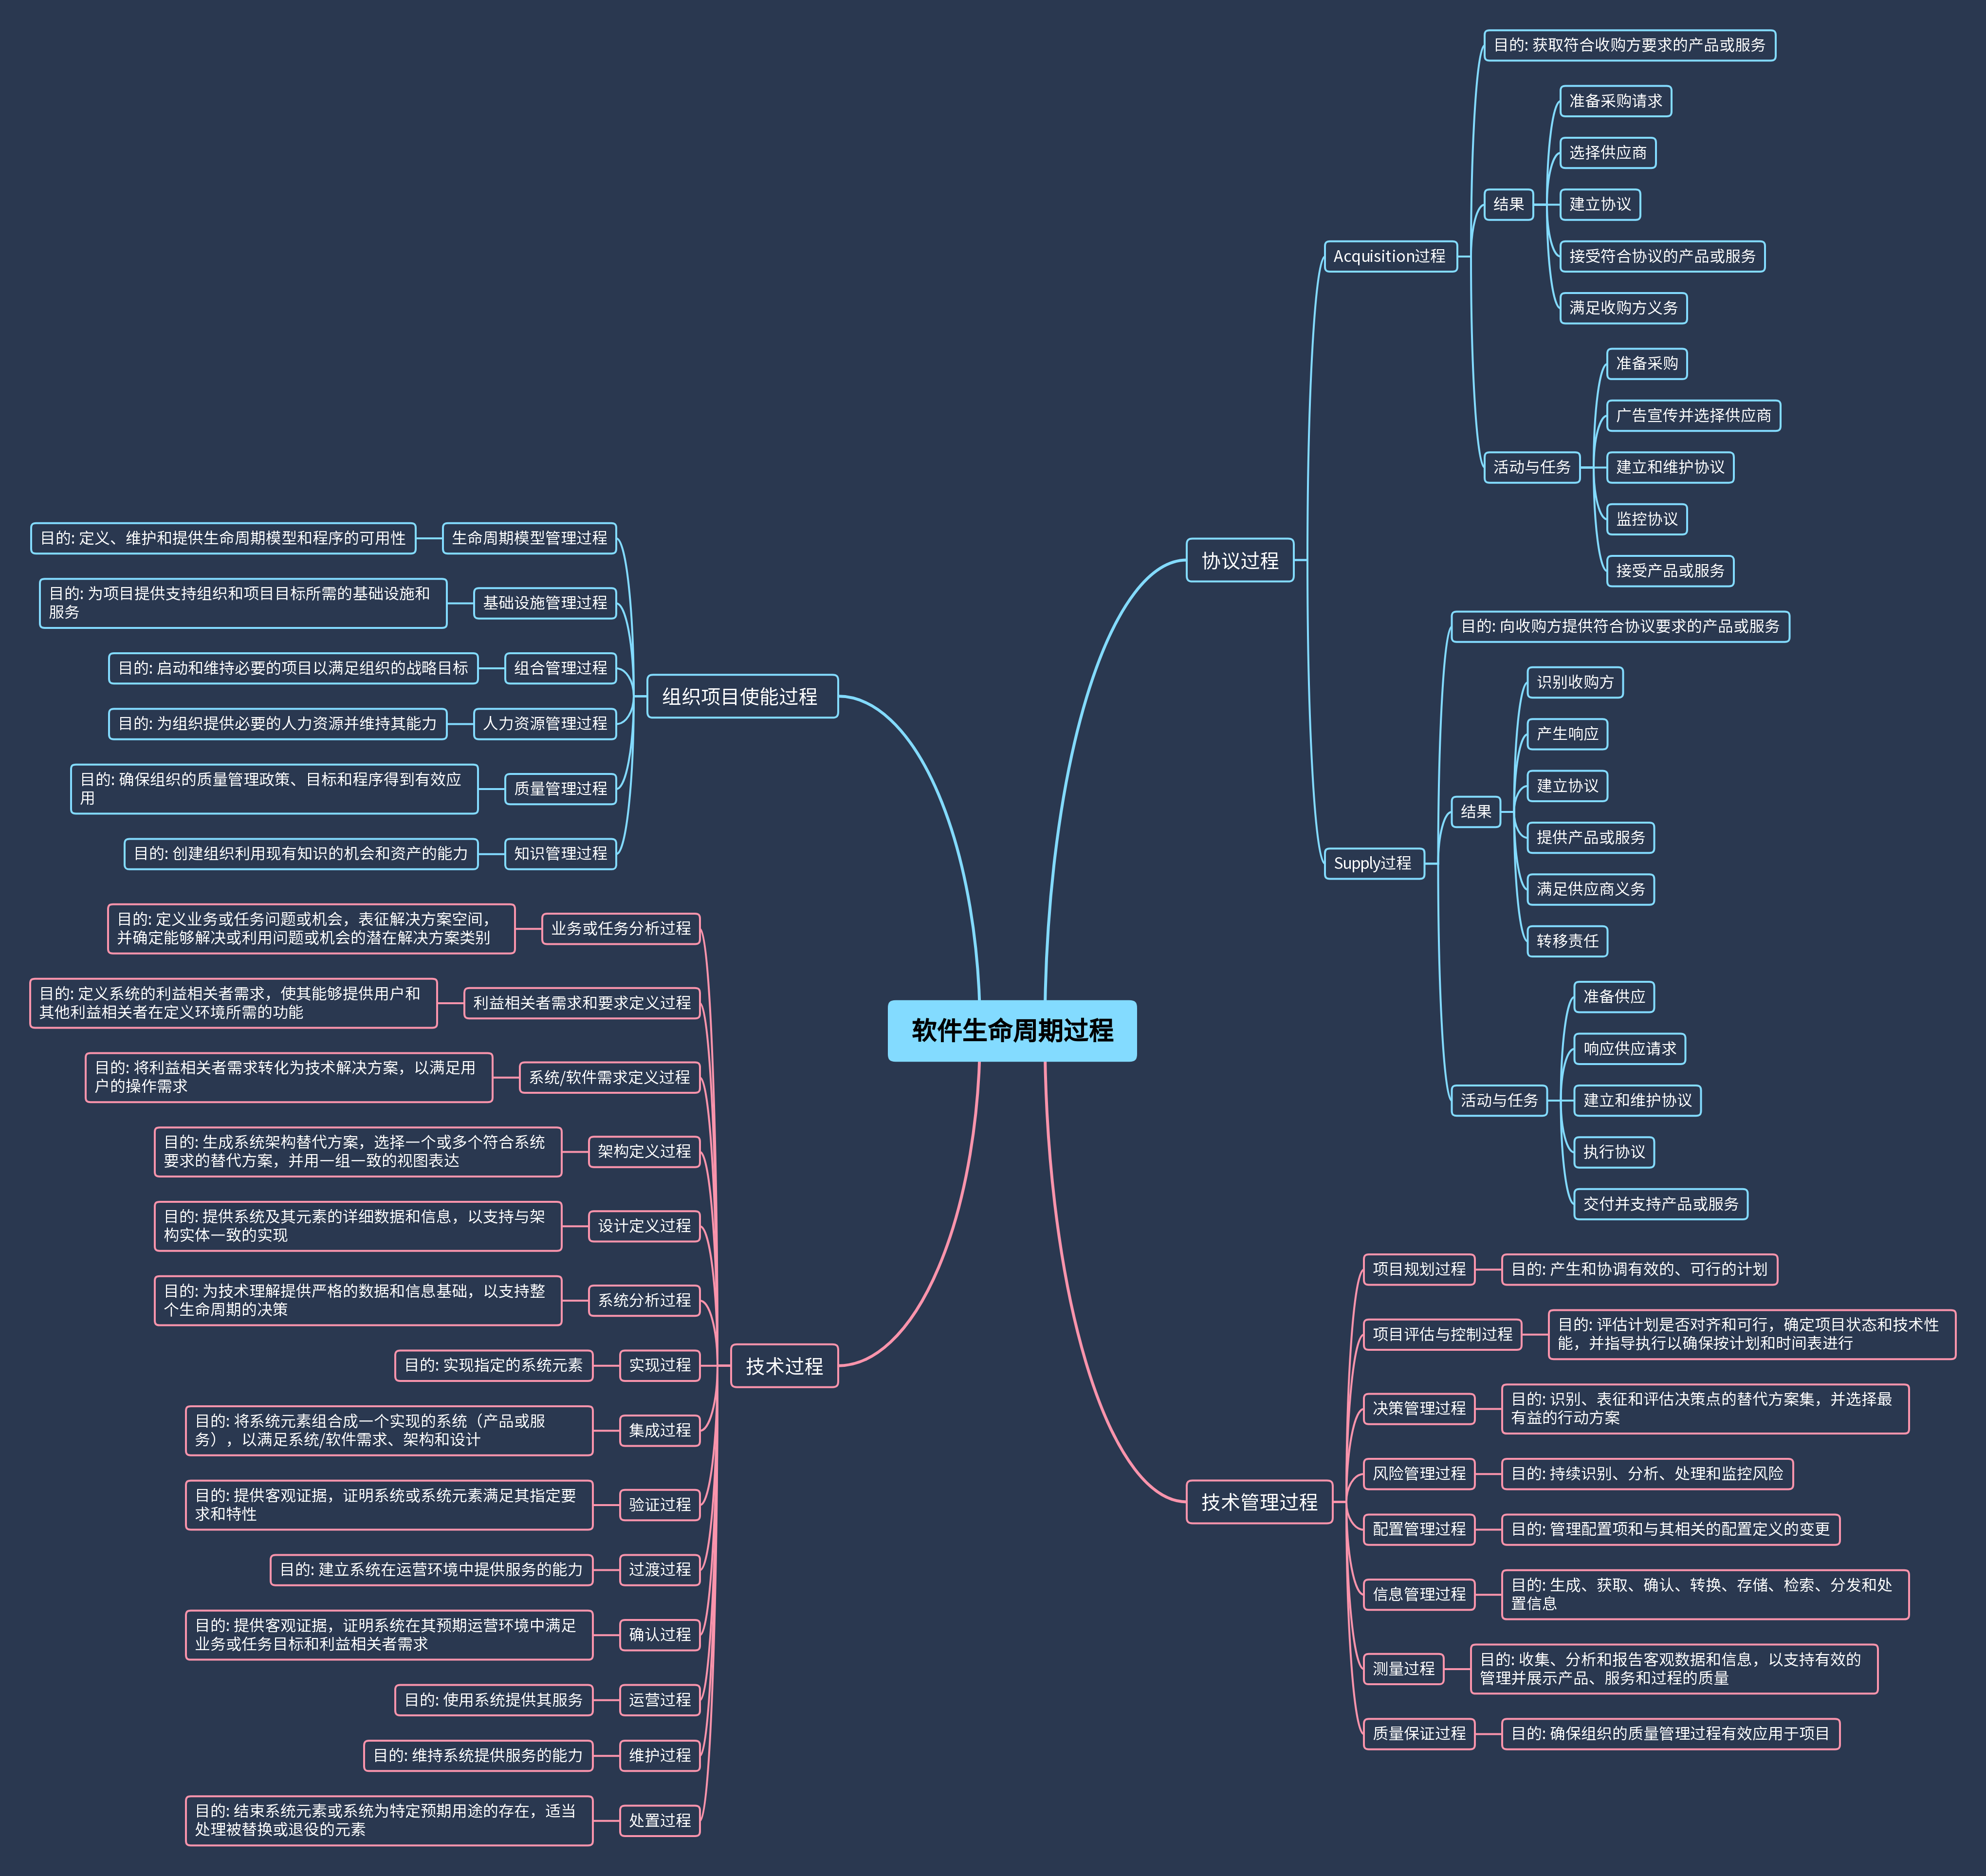 软件生命周期过程
协议过程
Acquisition过程
目的: 获取符合收购方要求的产品或服务
结果
准备采购请求
选择供应商
建立协议
接受符合协议的产品或服务
满足收购方义务
活动与任务
准备采购
广告宣传并选择供应商
建立和维护协议
监控协议
接受产品或服务
Supply过程
目的: 向收购方提供符合协议要求的产品或服务
结果
识别收购方
产生响应
建立协议
提供产品或服务
满足供应商义务
转移责任
活动与任务
准备供应
响应供应请求
建立和维护协议
执行协议
交付并支持产品或服务
技术管理过程
项目规划过程
目的: 产生和协调有效的、可行的计划
项目评估与控制过程
目的: 评估计划是否对齐和可行，确定项目状态和技术性
能，并指导执行以确保按计划和时间表进行
决策管理过程
目的: 识别、表征和评估决策点的替代方案集，并选择最
有益的行动方案
风险管理过程
目的: 持续识别、分析、处理和监控风险
配置管理过程
目的: 管理配置项和与其相关的配置定义的变更
信息管理过程
目的: 生成、获取、确认、转换、存储、检索、分发和处
置信息
测量过程
目的: 收集、分析和报告客观数据和信息，以支持有效的
管理并展示产品、服务和过程的质量
质量保证过程
目的: 确保组织的质量管理过程有效应用于项目
组织项目使能过程
生命周期模型管理过程
目的: 定义、维护和提供生命周期模型和程序的可用性
基础设施管理过程
目的: 为项目提供支持组织和项目目标所需的基础设施和
服务
组合管理过程
目的: 启动和维持必要的项目以满足组织的战略目标
人力资源管理过程
目的: 为组织提供必要的人力资源并维持其能力
质量管理过程
目的: 确保组织的质量管理政策、目标和程序得到有效应
用
知识管理过程
目的: 创建组织利用现有知识的机会和资产的能力
技术过程
业务或任务分析过程
目的: 定义业务或任务问题或机会，表征解决方案空间，
并确定能够解决或利用问题或机会的潜在解决方案类别
利益相关者需求和要求定义过程
目的: 定义系统的利益相关者需求，使其能够提供用户和
其他利益相关者在定义环境所需的功能
系统/软件需求定义过程
目的: 将利益相关者需求转化为技术解决方案，以满足用
户的操作需求
架构定义过程
目的: 生成系统架构替代方案，选择一个或多个符合系统
要求的替代方案，并用一组一致的视图表达
设计定义过程
目的: 提供系统及其元素的详细数据和信息，以支持与架
构实体一致的实现
系统分析过程
目的: 为技术理解提供严格的数据和信息基础，以支持整
个生命周期的决策
实现过程
目的: 实现指定的系统元素
集成过程
目的: 将系统元素组合成一个实现的系统（产品或服
务），以满足系统/软件需求、架构和设计
验证过程
目的: 提供客观证据，证明系统或系统元素满足其指定要
求和特性
过渡过程
目的: 建立系统在运营环境中提供服务的能力
确认过程
目的: 提供客观证据，证明系统在其预期运营环境中满足
业务或任务目标和利益相关者需求
运营过程
目的: 使用系统提供其服务
维护过程
目的: 维持系统提供服务的能力
处置过程
目的: 结束系统元素或系统为特定预期用途的存在，适当
处理被替换或退役的元素